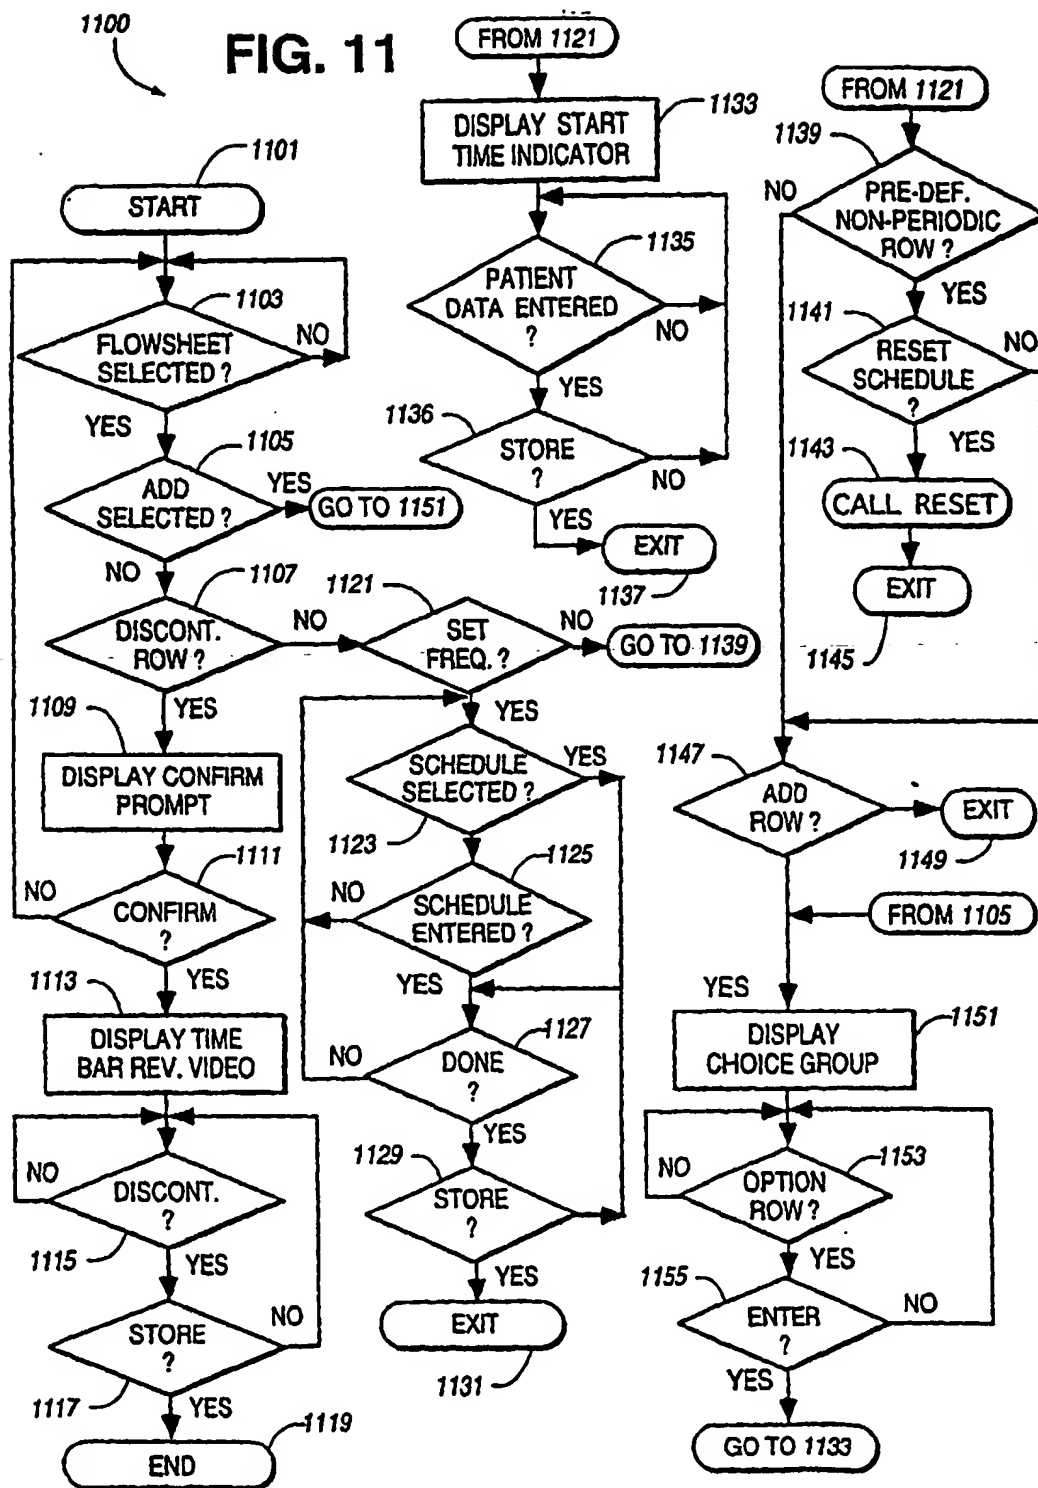 1100
FIG. 11
1101
START
1103
FLOWSHEET
SELECTED ?
NO
YES
1105
ADD
SELECTED ?
YES
GO TO 1151
NO
1107
DISCONT.
ROW ?
NO
YES
1109
DISPLAY CONFIRM
PROMPT
1111
NO
CONFIRM
?
YES
1113
DISPLAY TIME
BAR REV. VIDEO
NO
DISCONT.
?
1115
YES
STORE
?
NO
1117
YES
1119
END
FROM 1121
1133
DISPLAY START
TIME INDICATOR
1135
PATIENT
DATA ENTERED
?
NO
YES
1136
STORE
?
NO
YES
EXIT
1137
1121
SET
FREQ. ?
NO
GO TO 1139
YES
SCHEDULE
SELECTED ?
YES
1123
1125
NO
SCHEDULE
ENTERED ?
YES
1127
NO
DONE
?
YES
1129
STORE
?
YES
EXIT
1131
FROM 1121
1139
NO
PRE-DEF.
NON-PERIODIC
ROW ?
YES
1141
NO
RESET
SCHEDULE
?
YES
1143
CALL RESET
EXIT
1145
1147
ADD
ROW ?
EXIT
1149
FROM 1105
YES
1151
DISPLAY
CHOICE GROUP
1153
NO
OPTION
ROW ?
YES
1155
ENTER
?
NO
YES
GO TO 1133